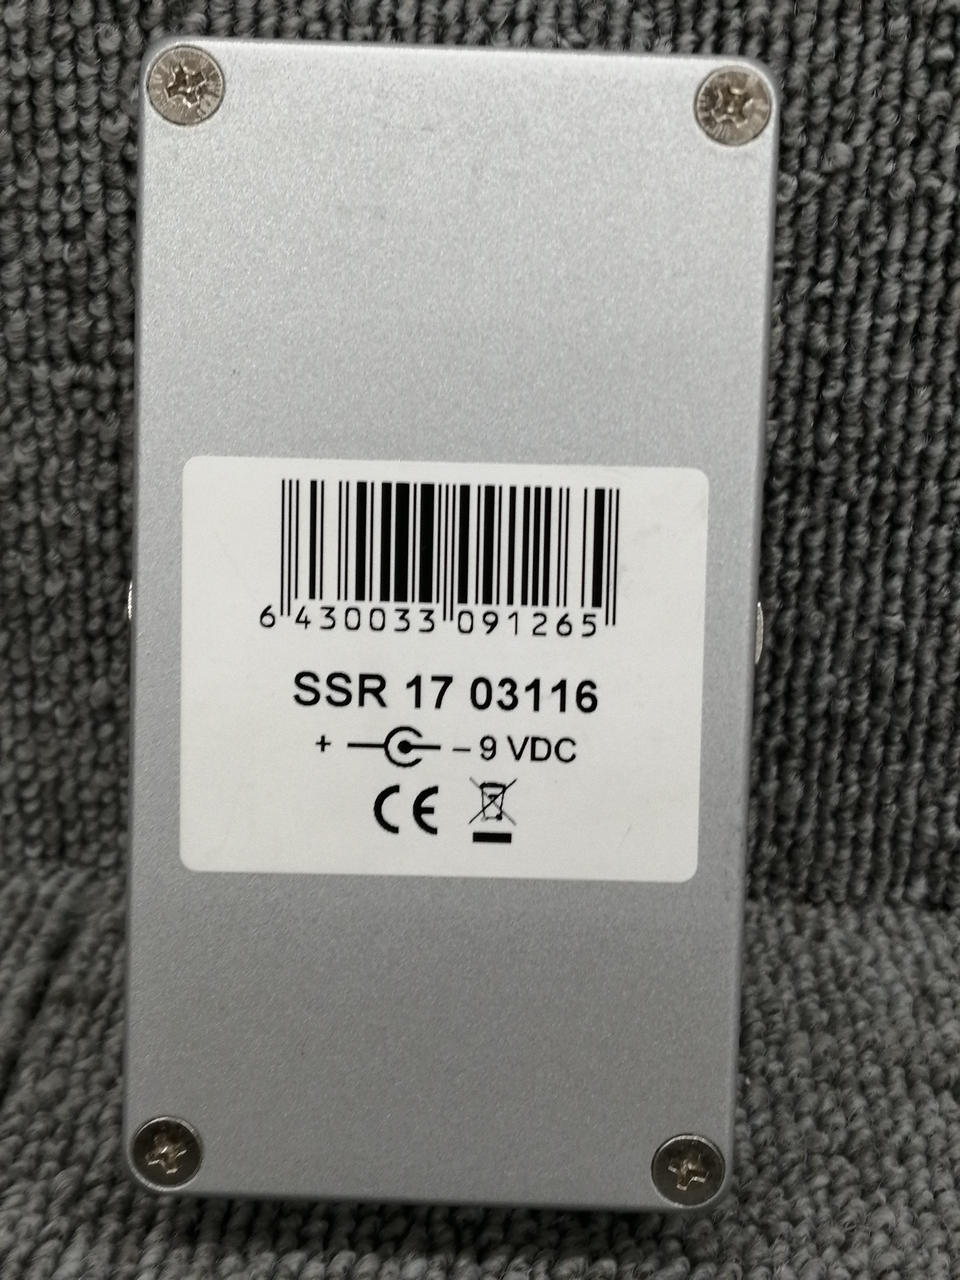 6 430033 091265
SSR 17 03116
+ – 9 VDC
CE